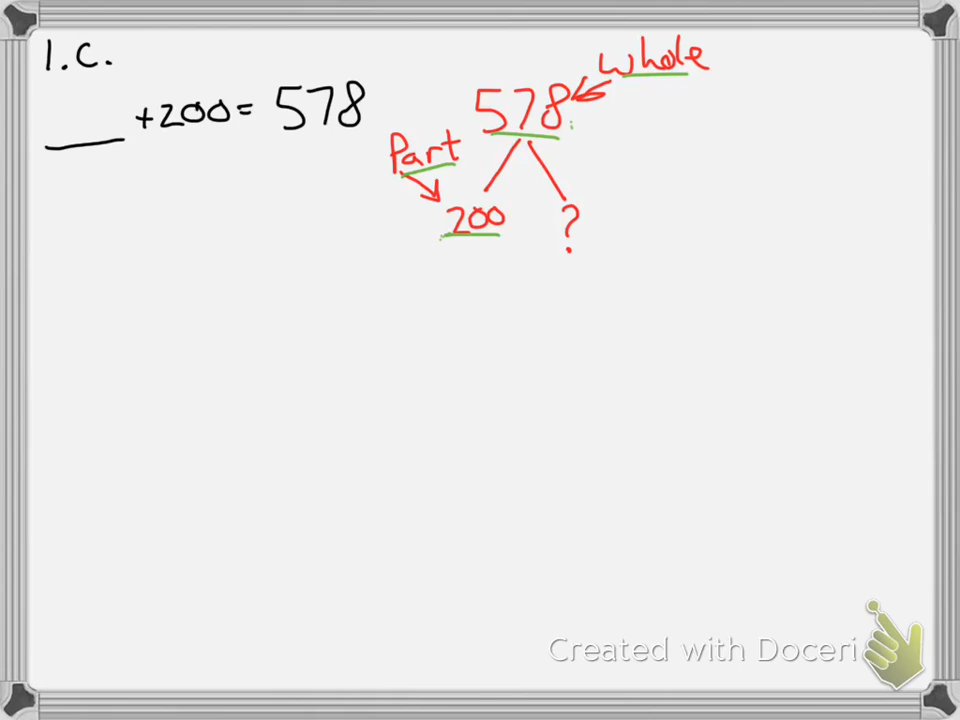 1.C.
___ +200= 578
578
whole
Part
200
?
Created with Doceri